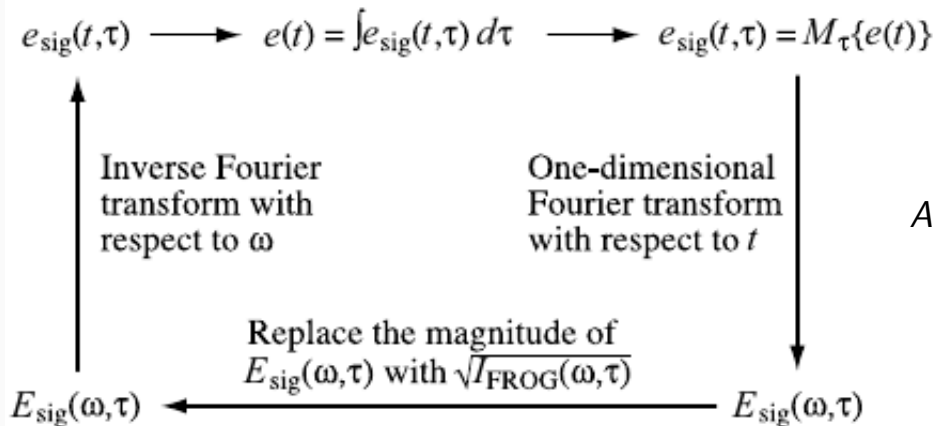 e_sig(t,τ) → e(t) = ∫e_sig(t,τ) dτ → e_sig(t,τ) = M_τ{e(t)}
Inverse Fourier
transform with
respect to ω
One-dimensional
Fourier transform
with respect to t
A
Replace the magnitude of
E_sig(ω,τ) with √I_FROG(ω,τ)
E_sig(ω,τ) ← E_sig(ω,τ)